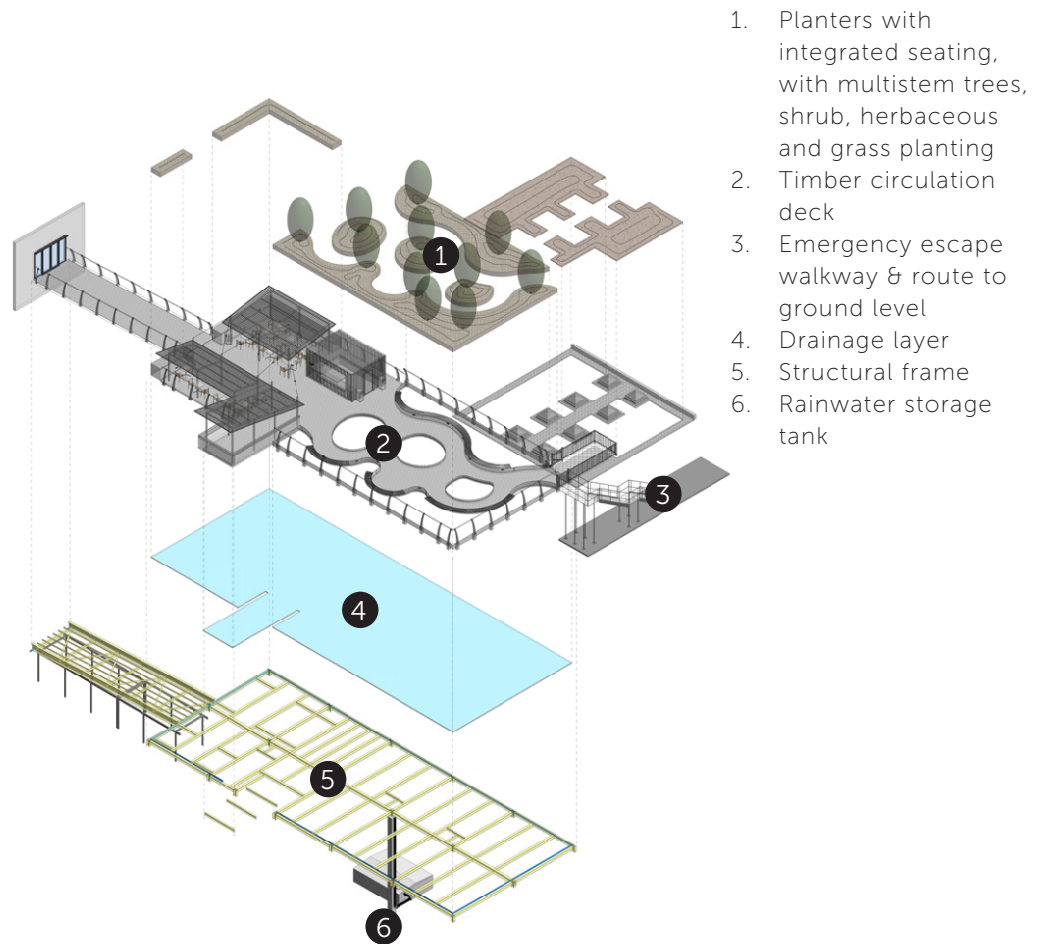 1. Planters with
integrated seating,
with multistem trees,
shrub, herbaceous
and grass planting
2. Timber circulation
deck
3. Emergency escape
walkway & route to
ground level
4. Drainage layer
5. Structural frame
6. Rainwater storage
tank
1
2
3
4
5
6